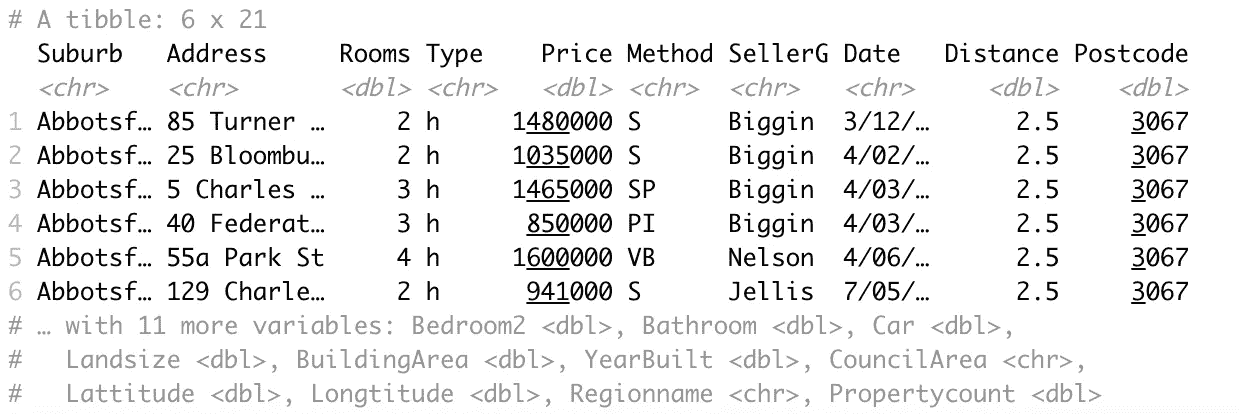 # A tibble: 6 x 21
Suburb Address Rooms Type Price Method SellerG Date Distance Postcode
<chr> <chr> <dbl> <chr> <dbl> <chr> <chr> <chr> <dbl> <dbl>
1 Abbotsf… 85 Turner … 2 h 1480000 S Biggin 3/12/… 2.5 3067
2 Abbotsf… 25 Bloombu… 2 h 1035000 S Biggin 4/02/… 2.5 3067
3 Abbotsf… 5 Charles … 3 h 1465000 SP Biggin 4/03/… 2.5 3067
4 Abbotsf… 40 Federat… 3 h 850000 PI Biggin 4/03/… 2.5 3067
5 Abbotsf… 55a Park St 4 h 1600000 VB Nelson 4/06/… 2.5 3067
6 Abbotsf… 129 Charle… 2 h 941000 S Jellis 7/05/… 2.5 3067
# … with 11 more variables: Bedroom2 <dbl>, Bathroom <dbl>, Car <dbl>,
# Landsize <dbl>, BuildingArea <dbl>, YearBuilt <dbl>, CouncilArea <chr>,
# Lattitude <dbl>, Longtitude <dbl>, Regionname <chr>, Propertycount <dbl>